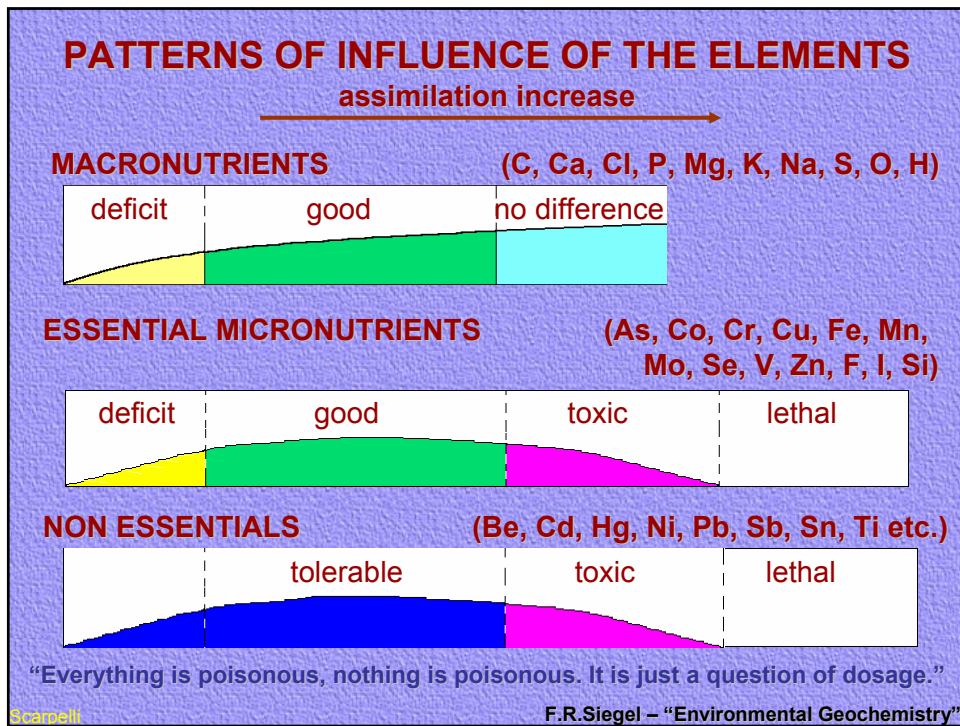 PATTERNS OF INFLUENCE OF THE ELEMENTS
assimilation increase
MACRONUTRIENTS (C, Ca, Cl, P, Mg, K, Na, S, O, H)
deficit good no difference
ESSENTIAL MICRONUTRIENTS (As, Co, Cr, Cu, Fe, Mn,
Mo, Se, V, Zn, F, I, Si)
deficit good toxic lethal
NON ESSENTIALS (Be, Cd, Hg, Ni, Pb, Sb, Sn, Ti etc.)
tolerable toxic lethal
“Everything is poisonous, nothing is poisonous. It is just a question of dosage.”
Scarpelli F.R.Siegel – “Environmental Geochemistry”